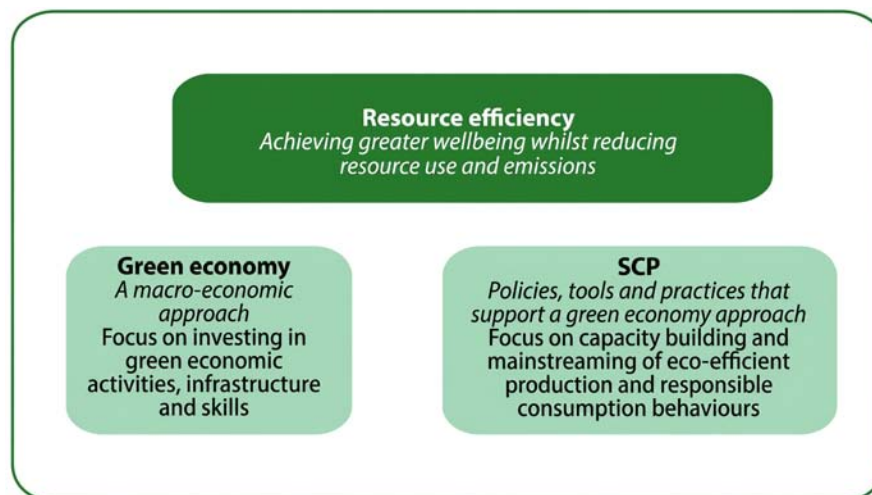 Resource efficiency
Achieving greater wellbeing whilst reducing
resource use and emissions
Green economy
A macro-economic
approach
Focus on investing in
green economic
activities, infrastructure
and skills
SCP
Policies, tools and practices that
support a green economy approach
Focus on capacity building and
mainstreaming of eco-efficient
production and responsible
consumption behaviours